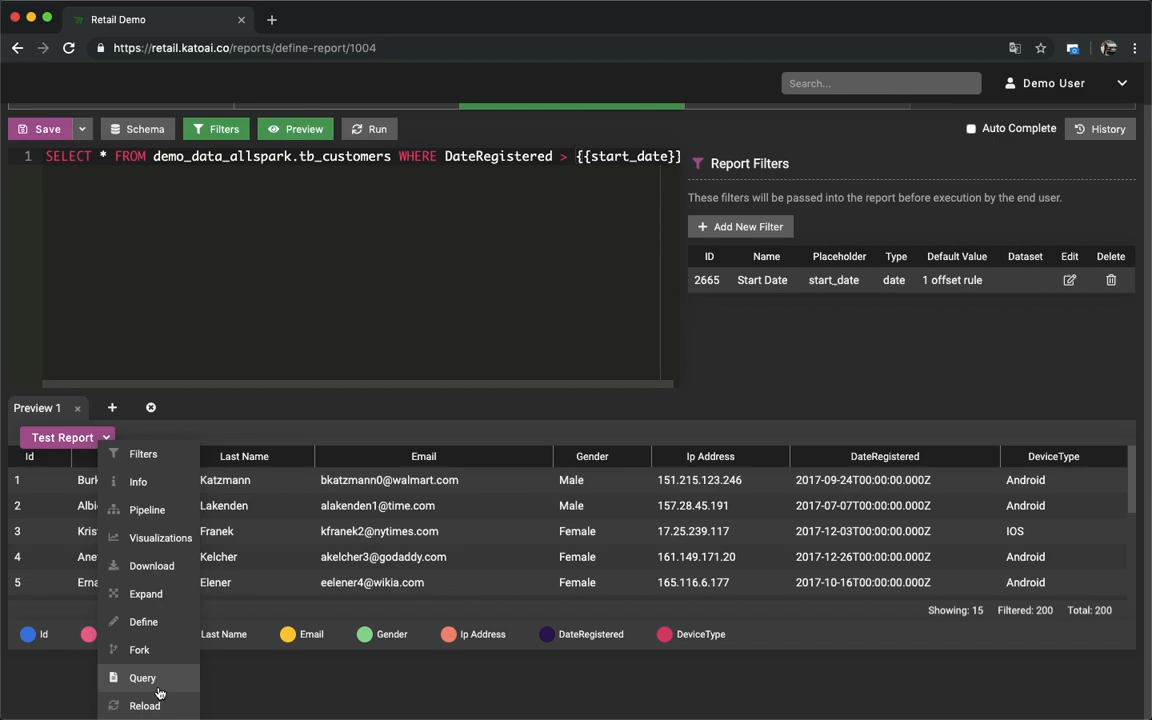 Retail Demo
https://retail.katoai.co/reports/define-report/1004
Search...
Demo User
Save
Schema
Filters
Preview
Run
Auto Complete
History
1 SELECT * FROM demo_data_allspark.tb_customers WHERE DateRegistered > {{start_date}}
Report Filters
These filters will be passed into the report before execution by the end user.
Add New Filter
ID Name Placeholder Type Default Value Dataset Edit Delete
2665 Start Date start_date date 1 offset rule
Preview 1
Test Report
Id Last Name Email Gender Ip Address DateRegistered DeviceType
1 Burk Katzmann bkatzmann0@walmart.com Male 151.215.123.246 2017-09-24T00:00:00.000Z Android
2 Albi Lakenden alakenden1@time.com Male 157.28.45.191 2017-07-07T00:00:00.000Z Android
3 Kris Franek kfranek2@nytimes.com Female 17.25.239.117 2017-12-03T00:00:00.000Z IOS
4 Ane Kelcher akelcher3@godaddy.com Female 161.149.171.20 2017-12-26T00:00:00.000Z Android
5 Erna Elener eelener4@wikia.com Female 165.116.6.177 2017-10-16T00:00:00.000Z Android
Showing: 15 Filtered: 200 Total: 200
Id Last Name Email Gender Ip Address DateRegistered DeviceType
Filters
Info
Pipeline
Visualizations
Download
Expand
Define
Fork
Query
Reload